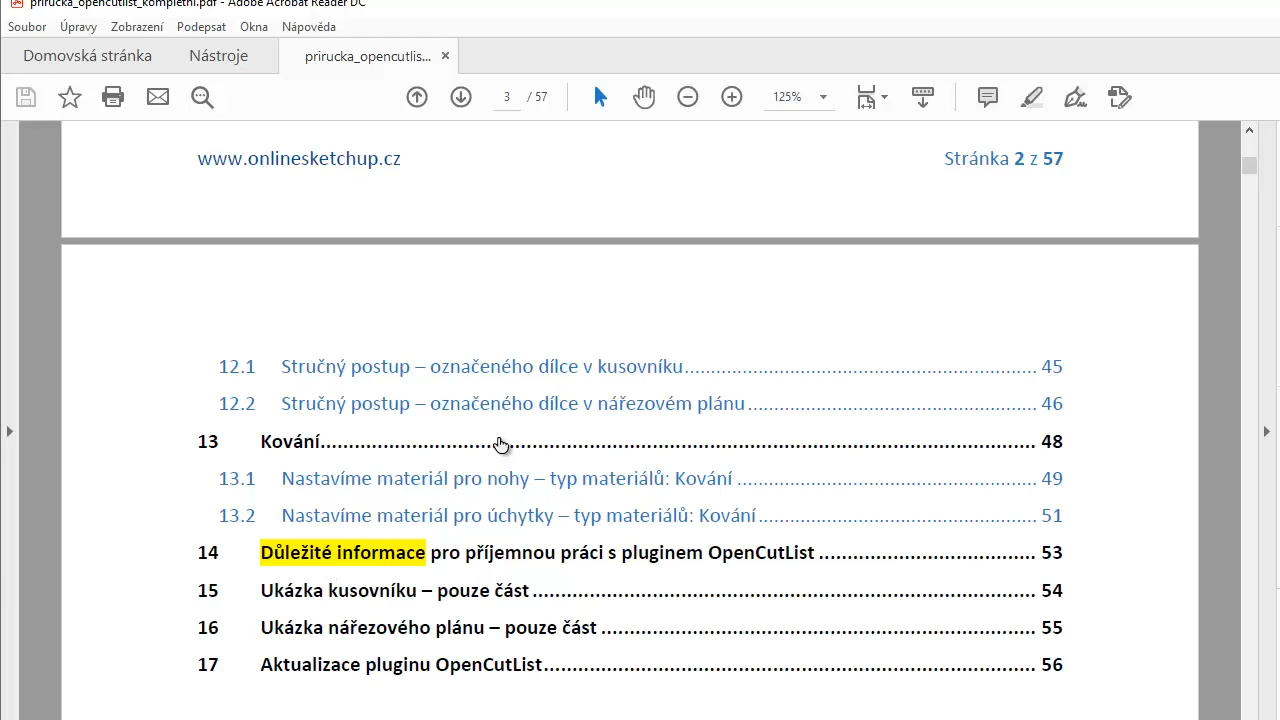 prirucka_opencutlist_kompletni.pdf - Adobe Acrobat Reader DC
Soubor Úpravy Zobrazení Podepsat Okna Nápověda
Domovská stránka Nástroje prirucka_opencutlis... ×
3 / 57 125%
www.onlinesketchup.cz Stránka 2 z 57
12.1 Stručný postup – označeného dílce v kusovníku 45
12.2 Stručný postup – označeného dílce v nářezovém plánu 46
13 Kování 48
13.1 Nastavíme materiál pro nohy – typ materiálů: Kování 49
13.2 Nastavíme materiál pro úchytky – typ materiálů: Kování 51
14 Důležité informace pro příjemnou práci s pluginem OpenCutList 53
15 Ukázka kusovníku – pouze část 54
16 Ukázka nářezového plánu – pouze část 55
17 Aktualizace pluginu OpenCutList 56